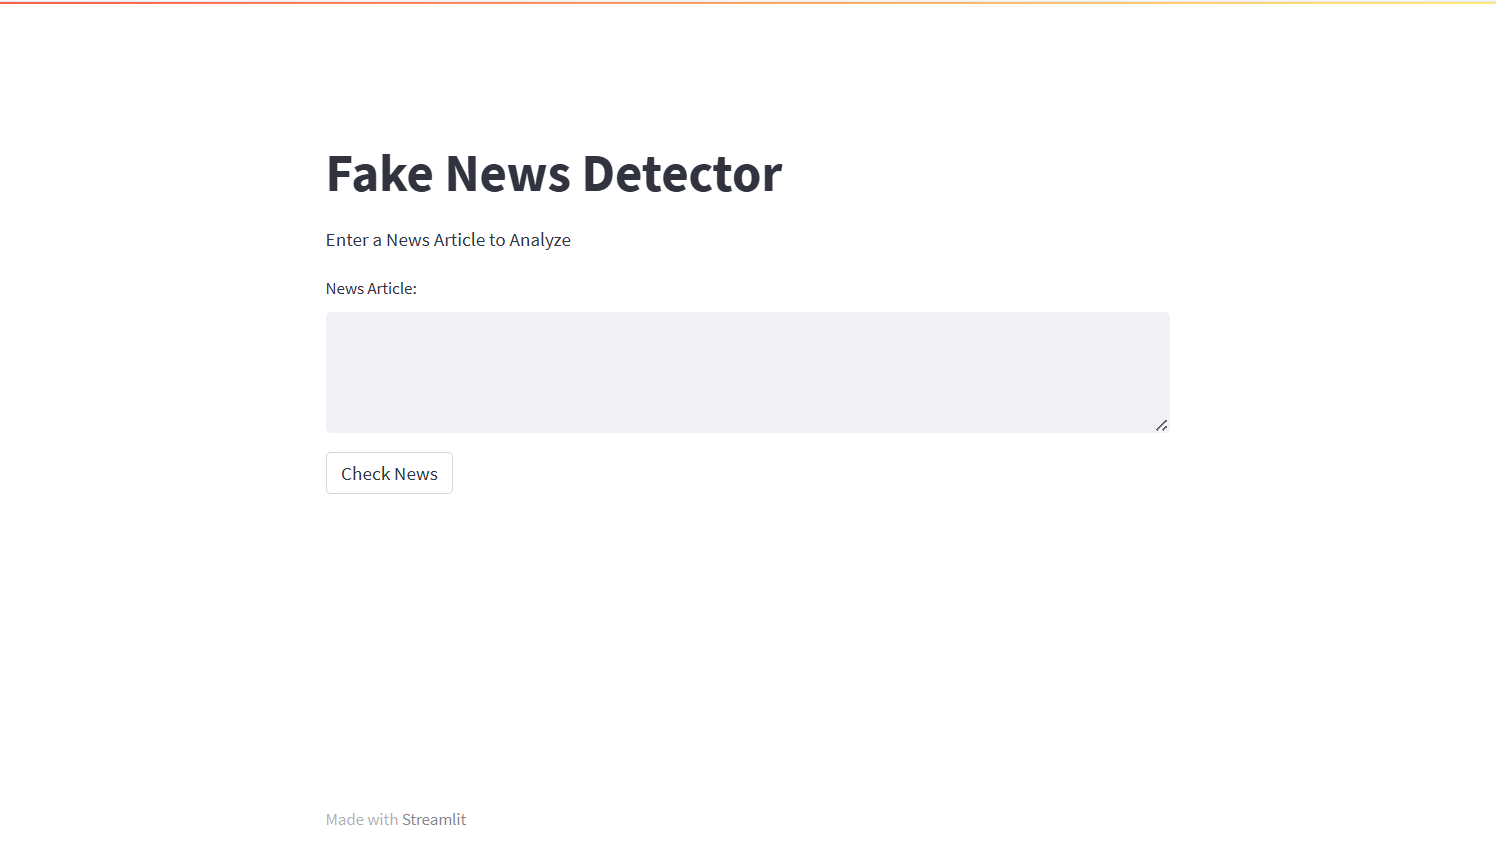 Fake News Detector
Enter a News Article to Analyze
News Article:
Check News
Made with Streamlit